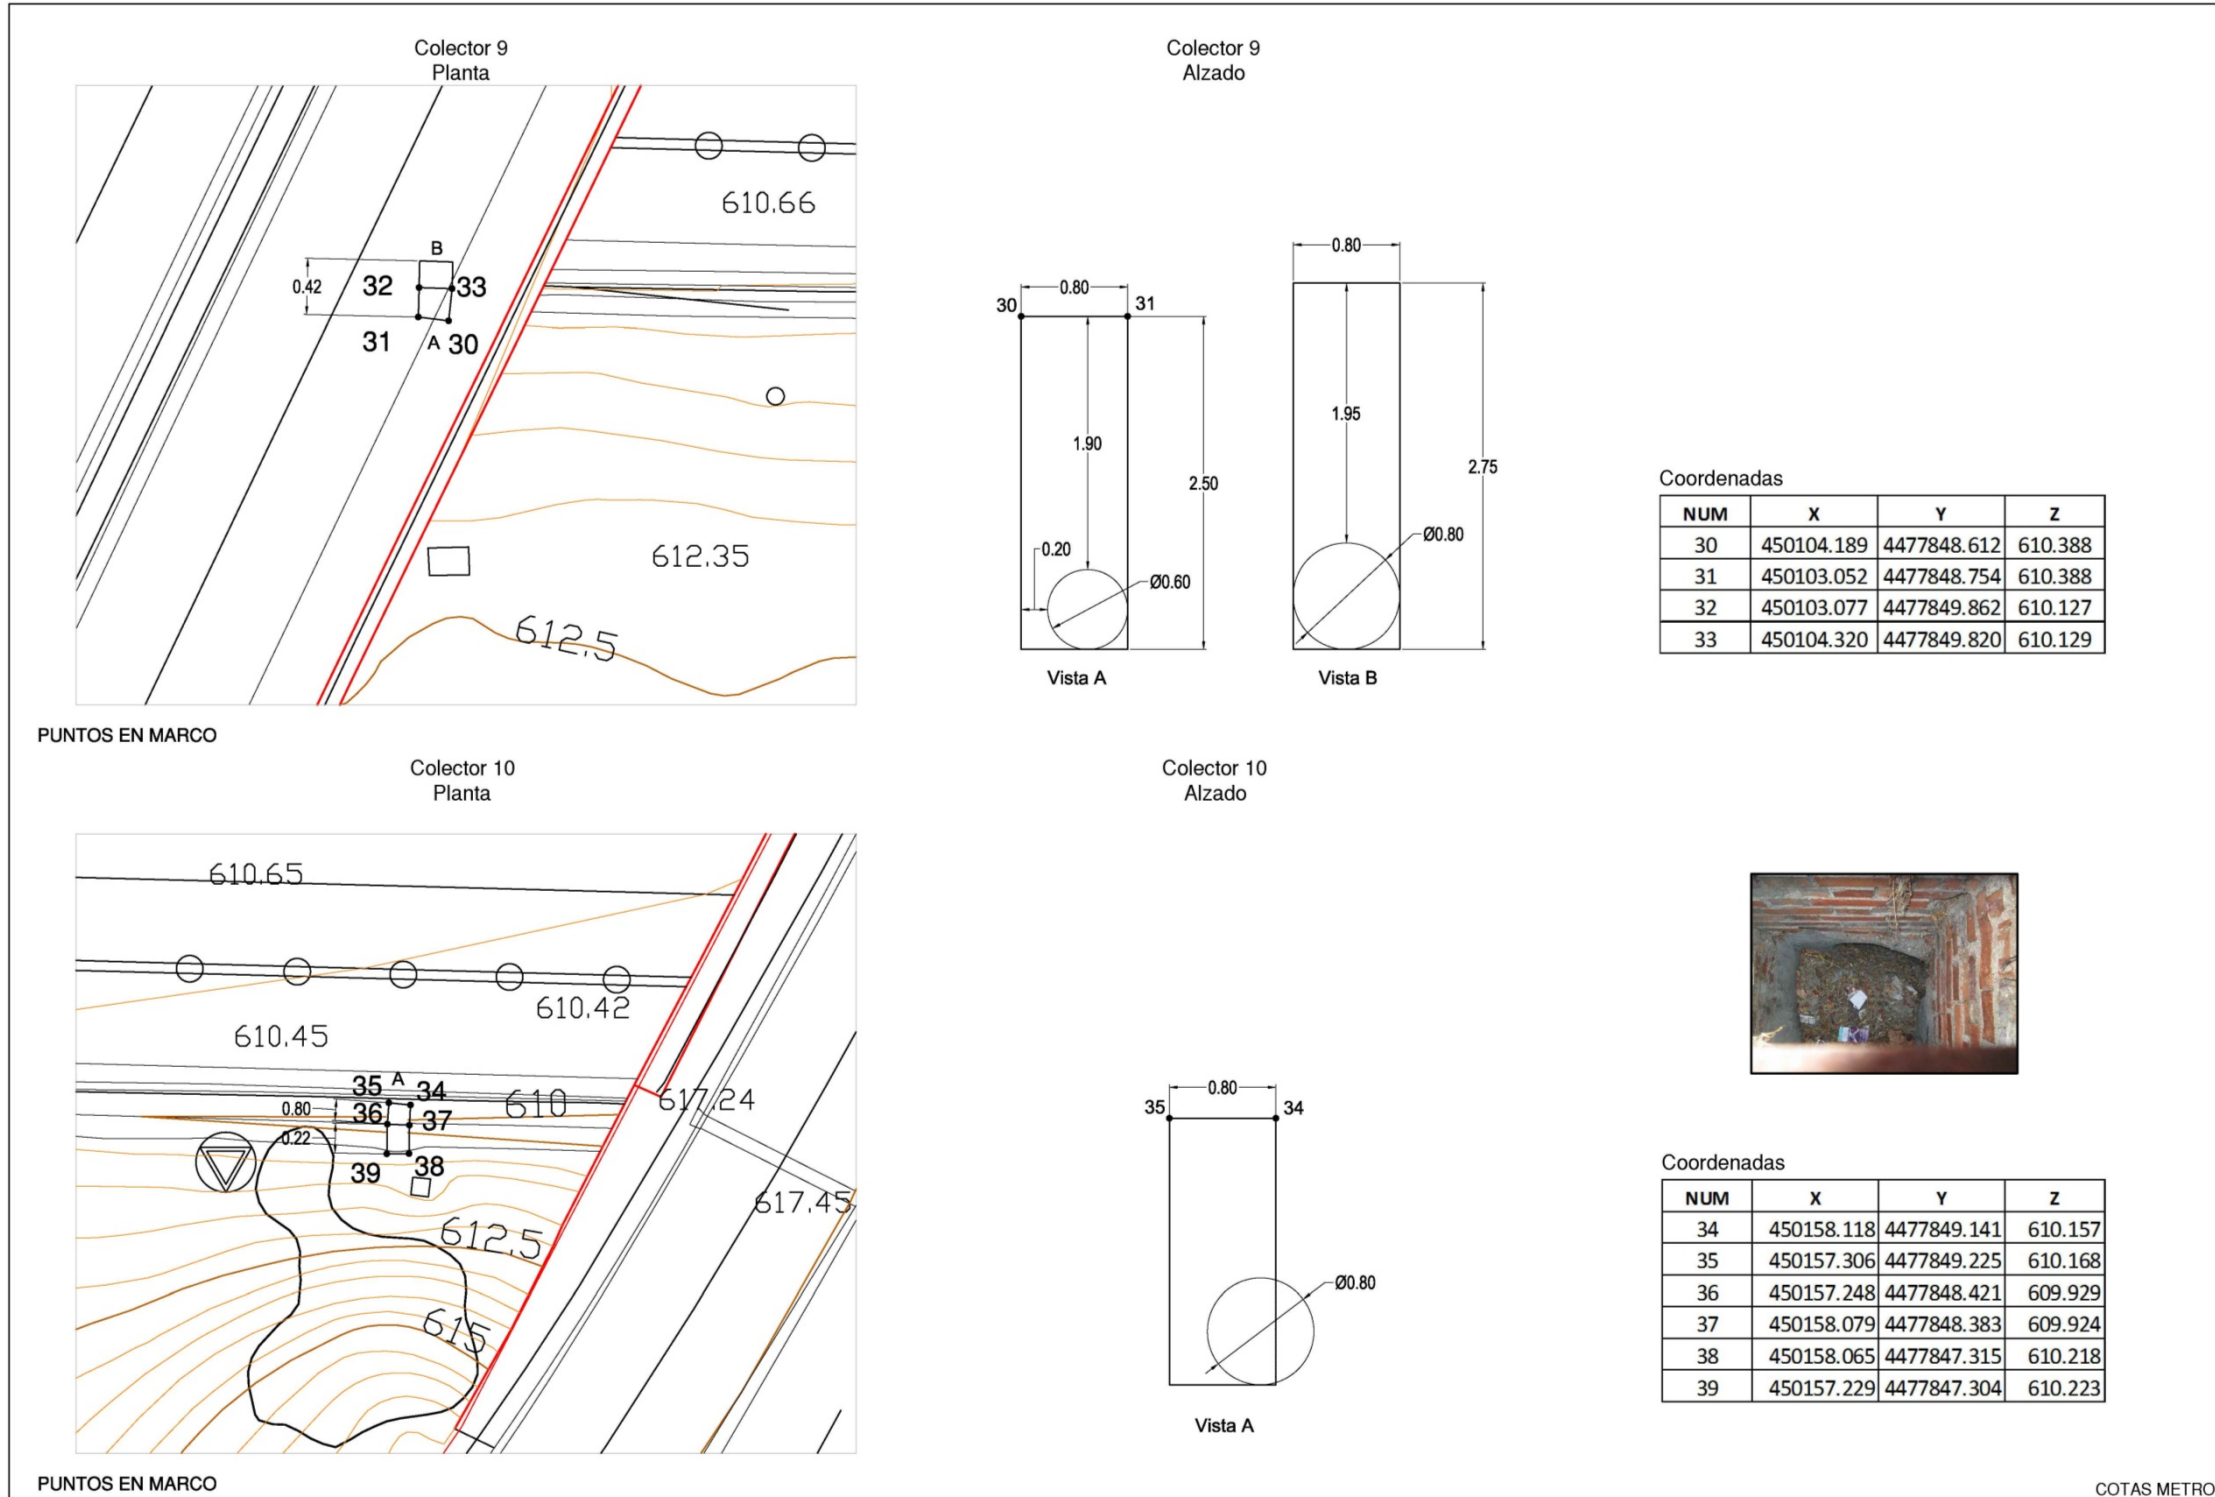 Colector 9
Planta
610.66
B
0.42
32
33
31
A
30
612.35
612.5
PUNTOS EN MARCO
Colector 9
Alzado
0.80
30
31
1.90
2.50
0.20
Ø0.60
Vista A
0.80
1.95
2.75
Ø0.80
Vista B
Coordenadas
NUM X Y Z
30 450104.189 4477848.612 610.388
31 450103.052 4477848.754 610.388
32 450103.077 4477849.862 610.127
33 450104.320 4477849.820 610.129
Colector 10
Planta
610.65
610.42
610.45
35 A 34
0.80 36 37
610
617.24
0.22
39 38
617.45
612.5
615
PUNTOS EN MARCO
Colector 10
Alzado
0.80
35
34
Ø0.80
Vista A
Coordenadas
NUM X Y Z
34 450158.118 4477849.141 610.157
35 450157.306 4477849.225 610.168
36 450157.248 4477848.421 609.929
37 450158.079 4477848.383 609.924
38 450158.065 4477847.315 610.218
39 450157.229 4477847.304 610.223
COTAS METRO